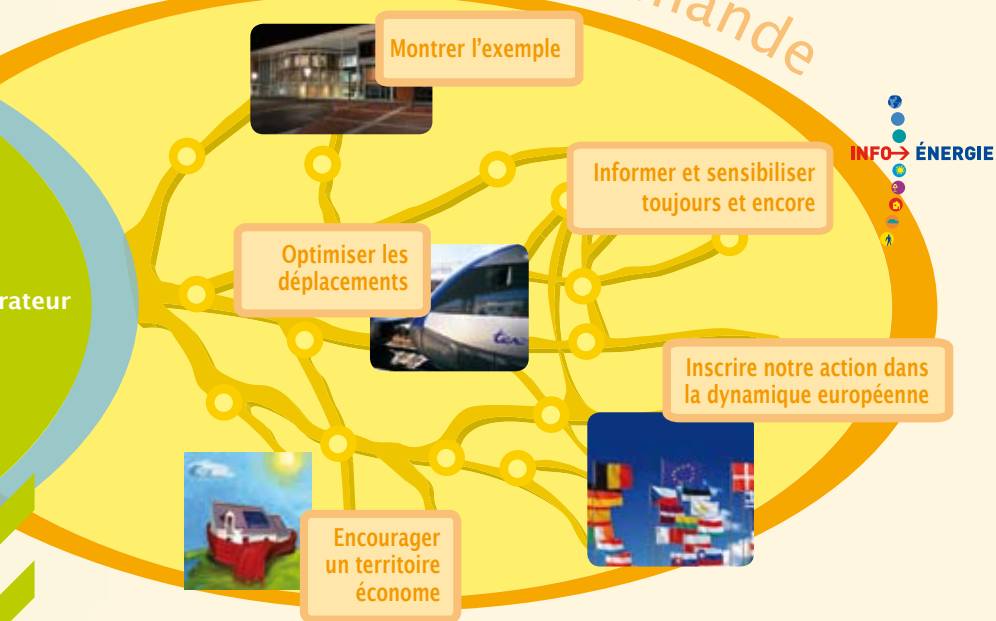 Montrer l'exemple
INFO→ ÉNERGIE
Informer et sensibiliser
toujours et encore
Optimiser les
déplacements
rateur
ter
Inscrire notre action dans
la dynamique européenne
Encourager
un territoire
économe